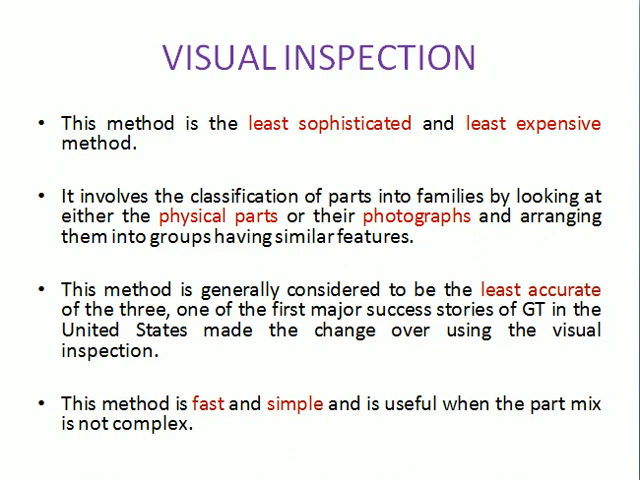 VISUAL INSPECTION
• This method is the least sophisticated and least expensive
method.
• It involves the classification of parts into families by looking at
either the physical parts or their photographs and arranging
them into groups having similar features.
• This method is generally considered to be the least accurate
of the three, one of the first major success stories of GT in the
United States made the change over using the visual
inspection.
• This method is fast and simple and is useful when the part mix
is not complex.